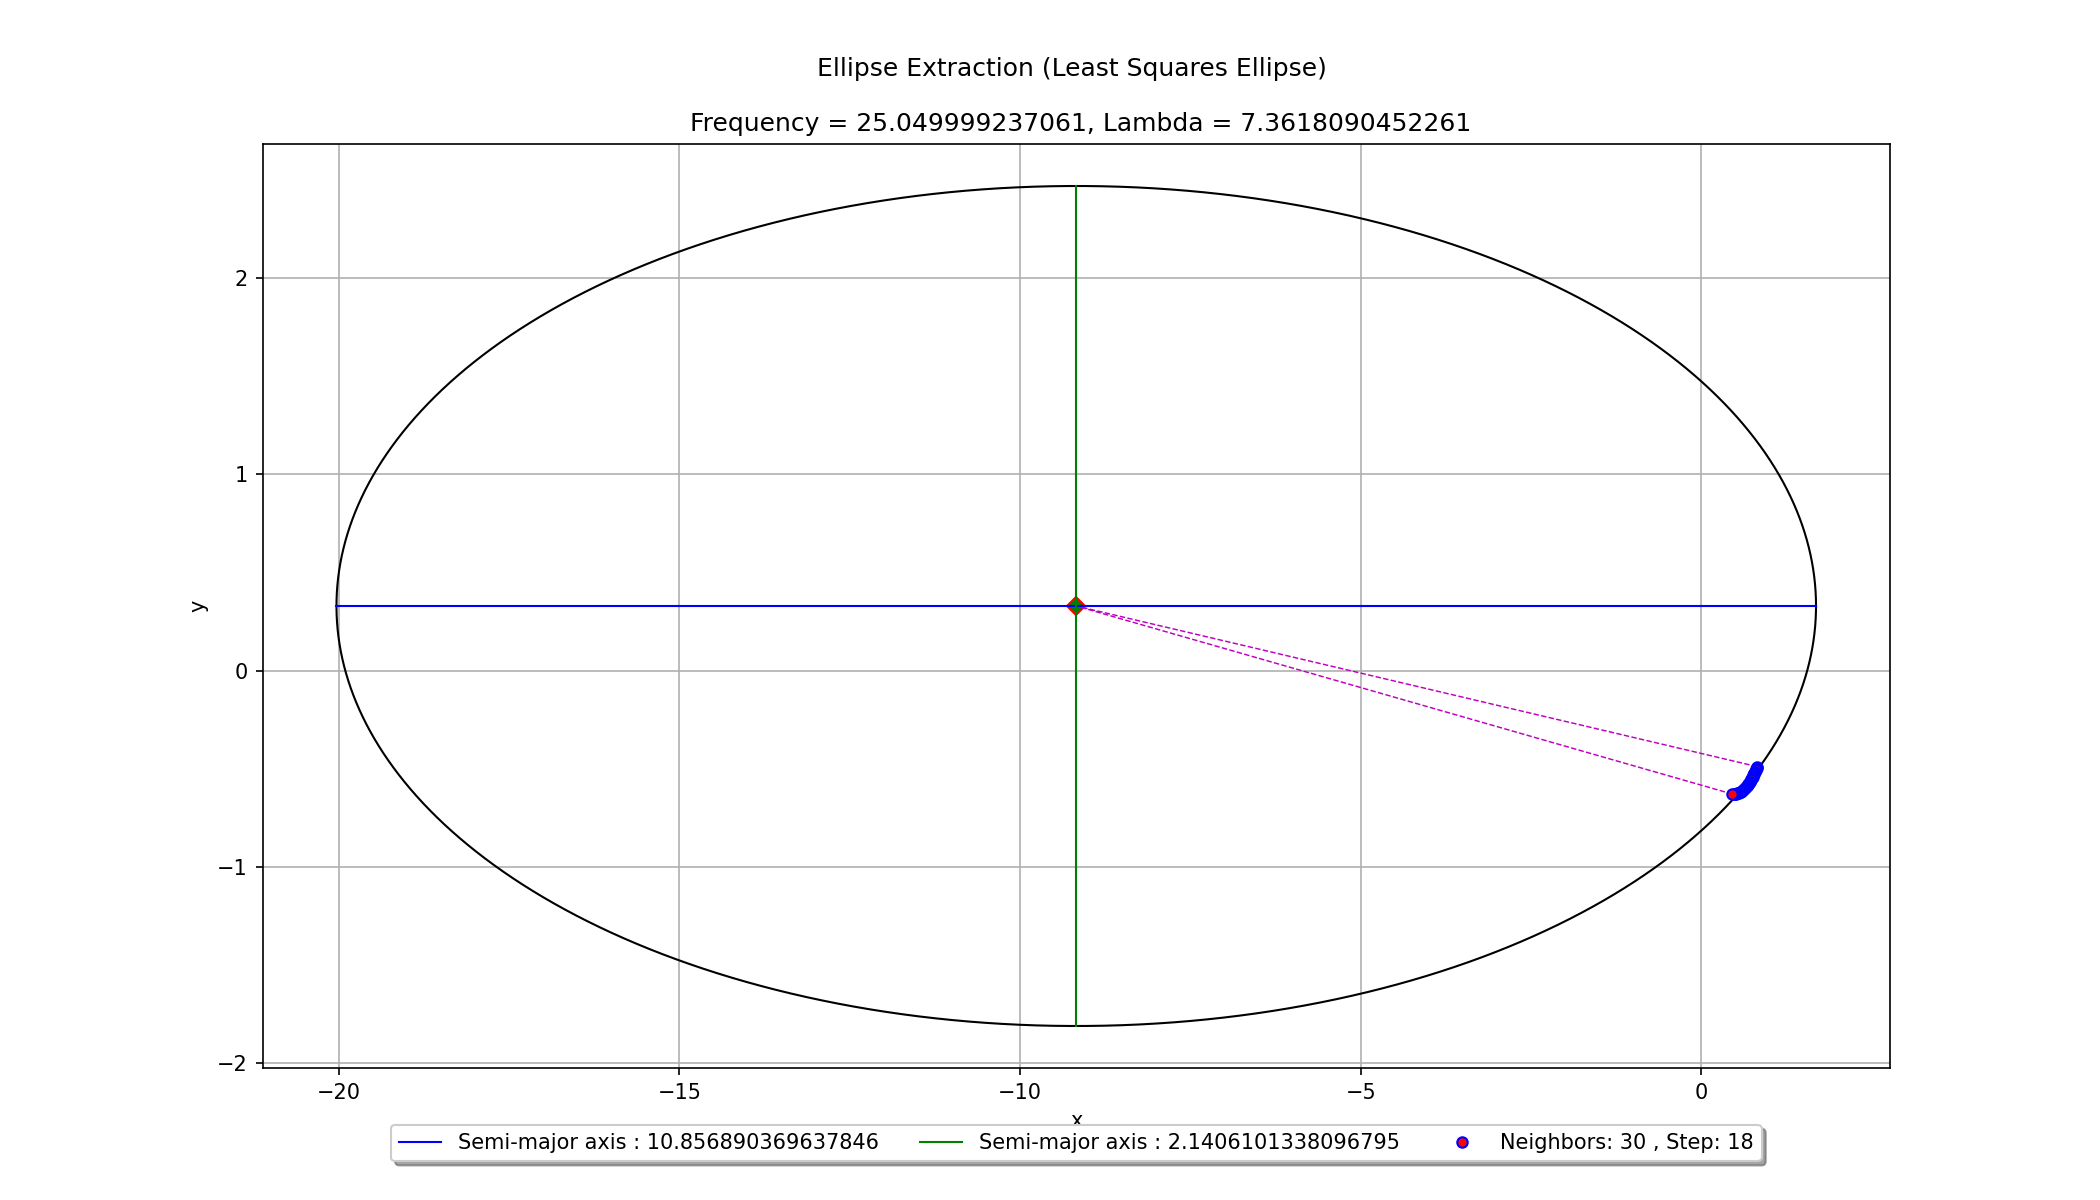 Ellipse Extraction (Least Squares Ellipse)
Frequency = 25.049999237061, Lambda = 7.3618090452261
2
1
0
−1
−2
y
−20 −15 −10 −5 0
x
Semi-major axis : 10.856890369637846 Semi-major axis : 2.1406101338096795 Neighbors: 30 , Step: 18